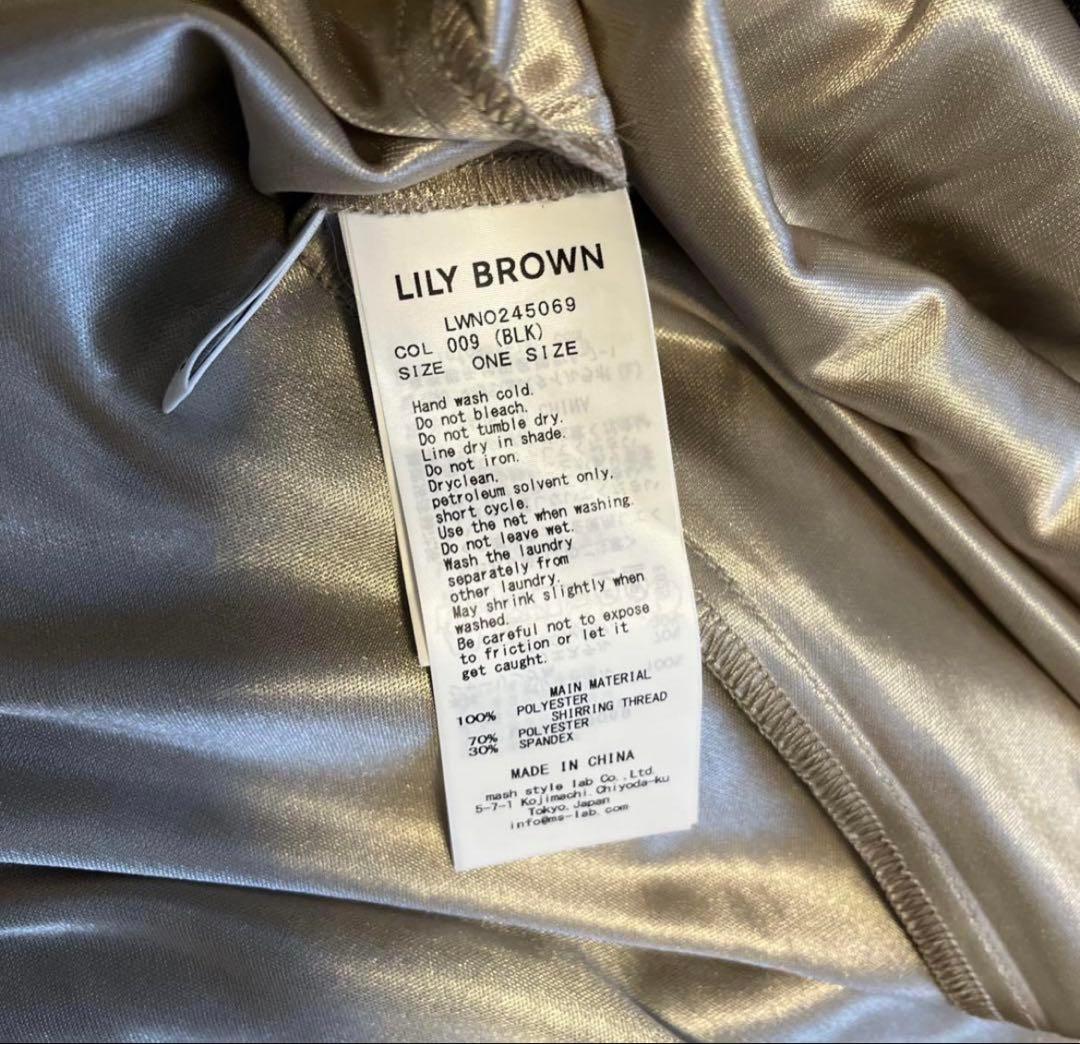 LILY BROWN
LWNO245069
COL 009 (BLK)
SIZE ONE SIZE
Hand wash cold.
Do not bleach.
Do not tumble dry.
Line dry in shade.
Do not iron.
Dryclean.
petroleum solvent only,
short cycle.
Use the net when washing.
Do not leave wet.
Wash the laundry
separately from
other laundry.
May shrink slightly when
washed.
Be careful not to expose
to friction or let it
get caught.
MAIN MATERIAL
100% POLYESTER
SHIRRING THREAD
70% POLYESTER
30% SPANDEX
MADE IN CHINA
mash style lab Co.,Ltd.
5-7-1 Kojimachi Chiyoda-ku
Tokyo, Japan
info@ms-lab.com